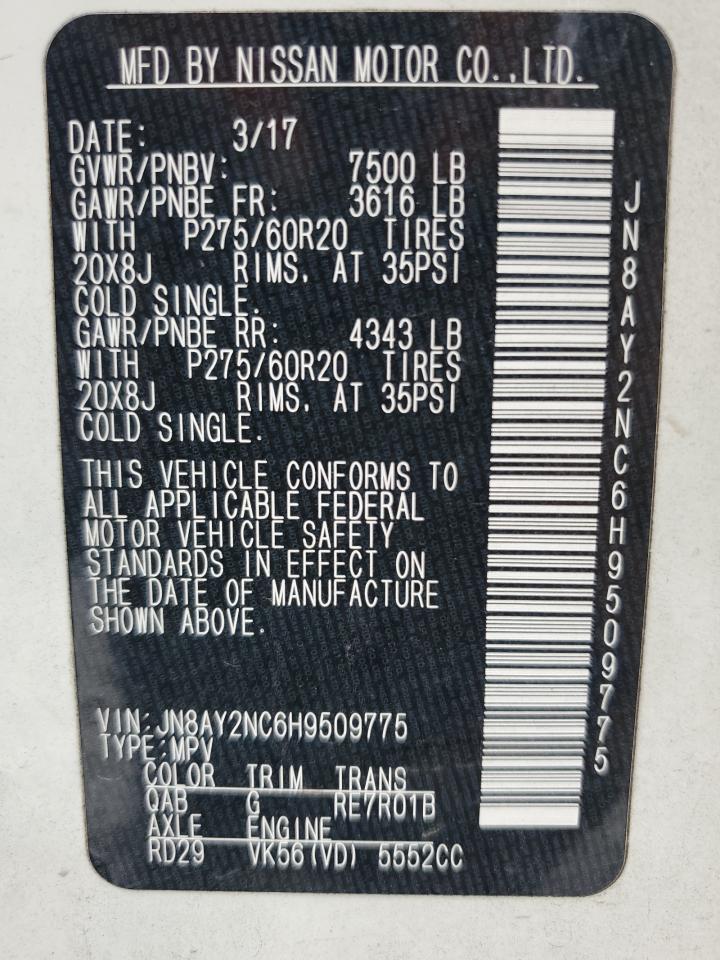 MFD BY NISSAN MOTOR CO.,LTD.
DATE: 3/17
GVWR/PNBV: 7500 LB
GAWR/PNBE FR: 3616 LB
WITH P275/60R20 TIRES
20X8J RIMS. AT 35PSI
COLD SINGLE.
GAWR/PNBE RR: 4343 LB
WITH P275/60R20 TIRES
20X8J RIMS. AT 35PSI
COLD SINGLE.
THIS VEHICLE CONFORMS TO
ALL APPLICABLE FEDERAL
MOTOR VEHICLE SAFETY
STANDARDS IN EFFECT ON
THE DATE OF MANUFACTURE
SHOWN ABOVE.
VIN:JN8AY2NC6H9509775
TYPE:MPV
COLOR TRIM TRANS
QAB G RE7R01B
AXLE ENGINE
RD29 VK56(VD) 5552CC
JN8AY2NC6H9509775